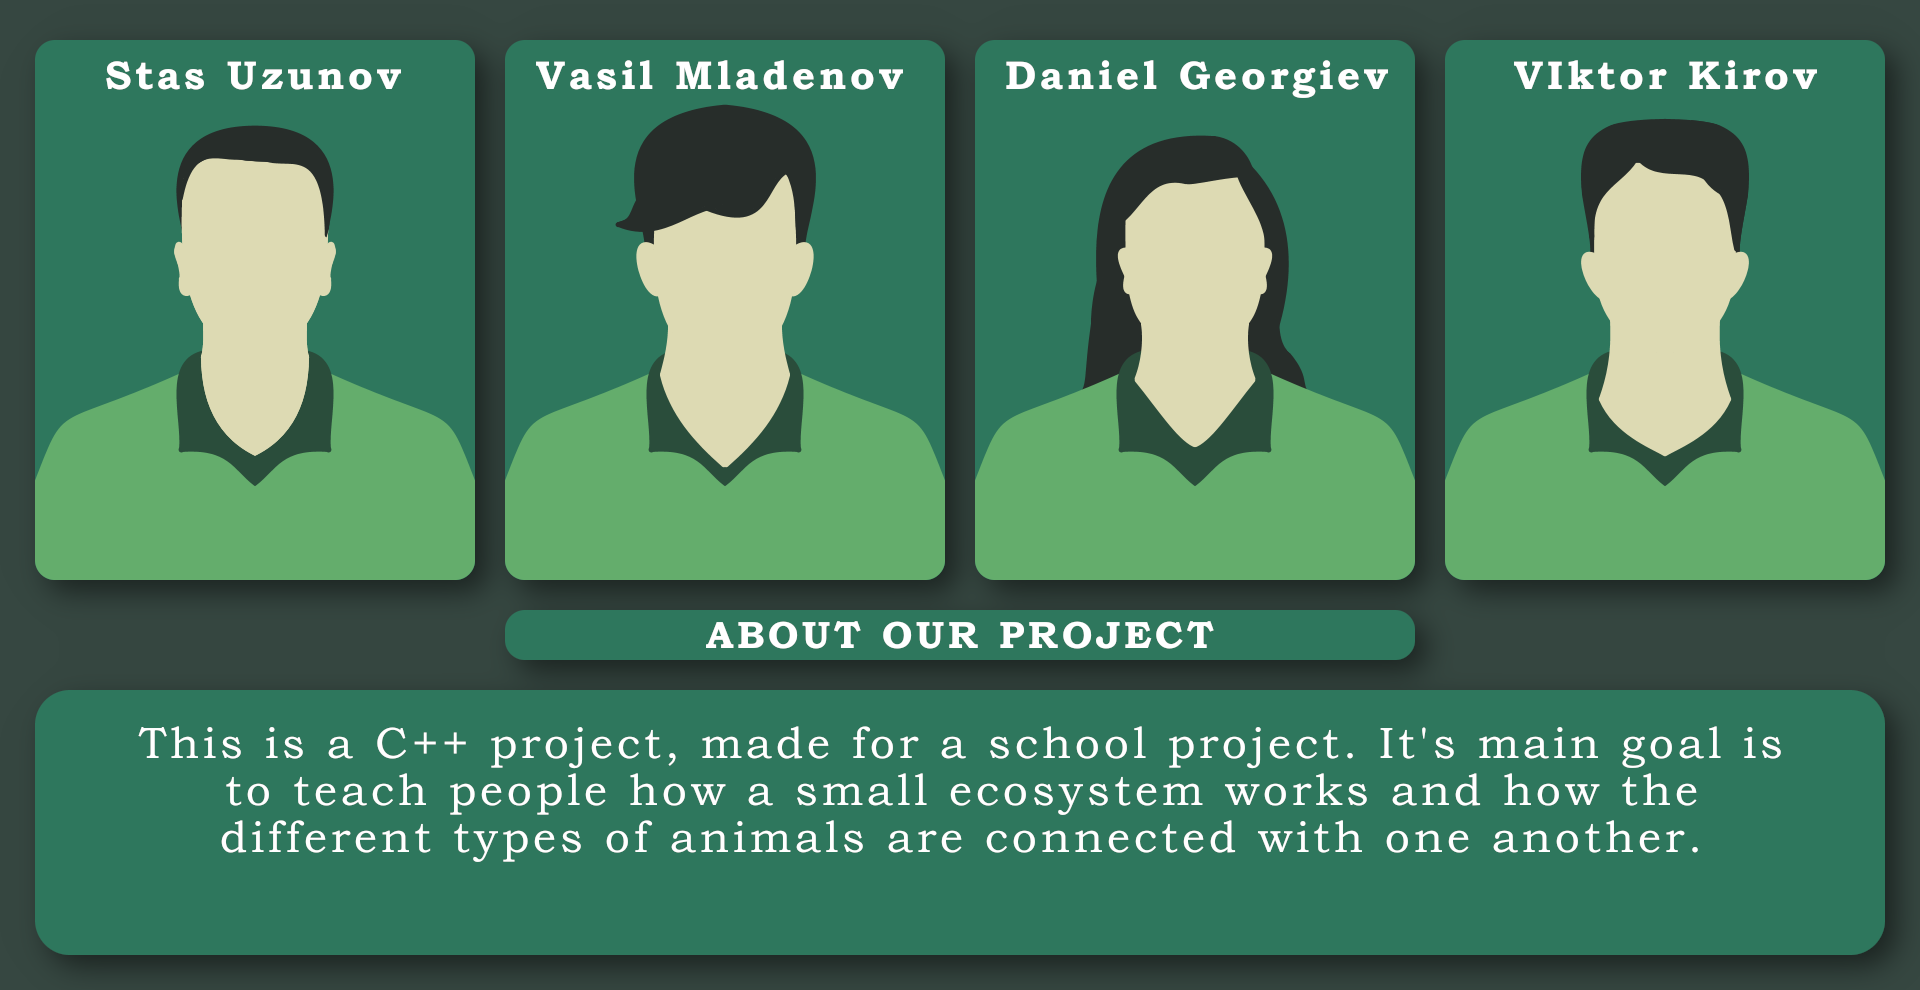 Stas Uzunov
Vasil Mladenov
Daniel Georgiev
VIktor Kirov
ABOUT OUR PROJECT
This is a C++ project, made for a school project. It's main goal is
to teach people how a small ecosystem works and how the
different types of animals are connected with one another.